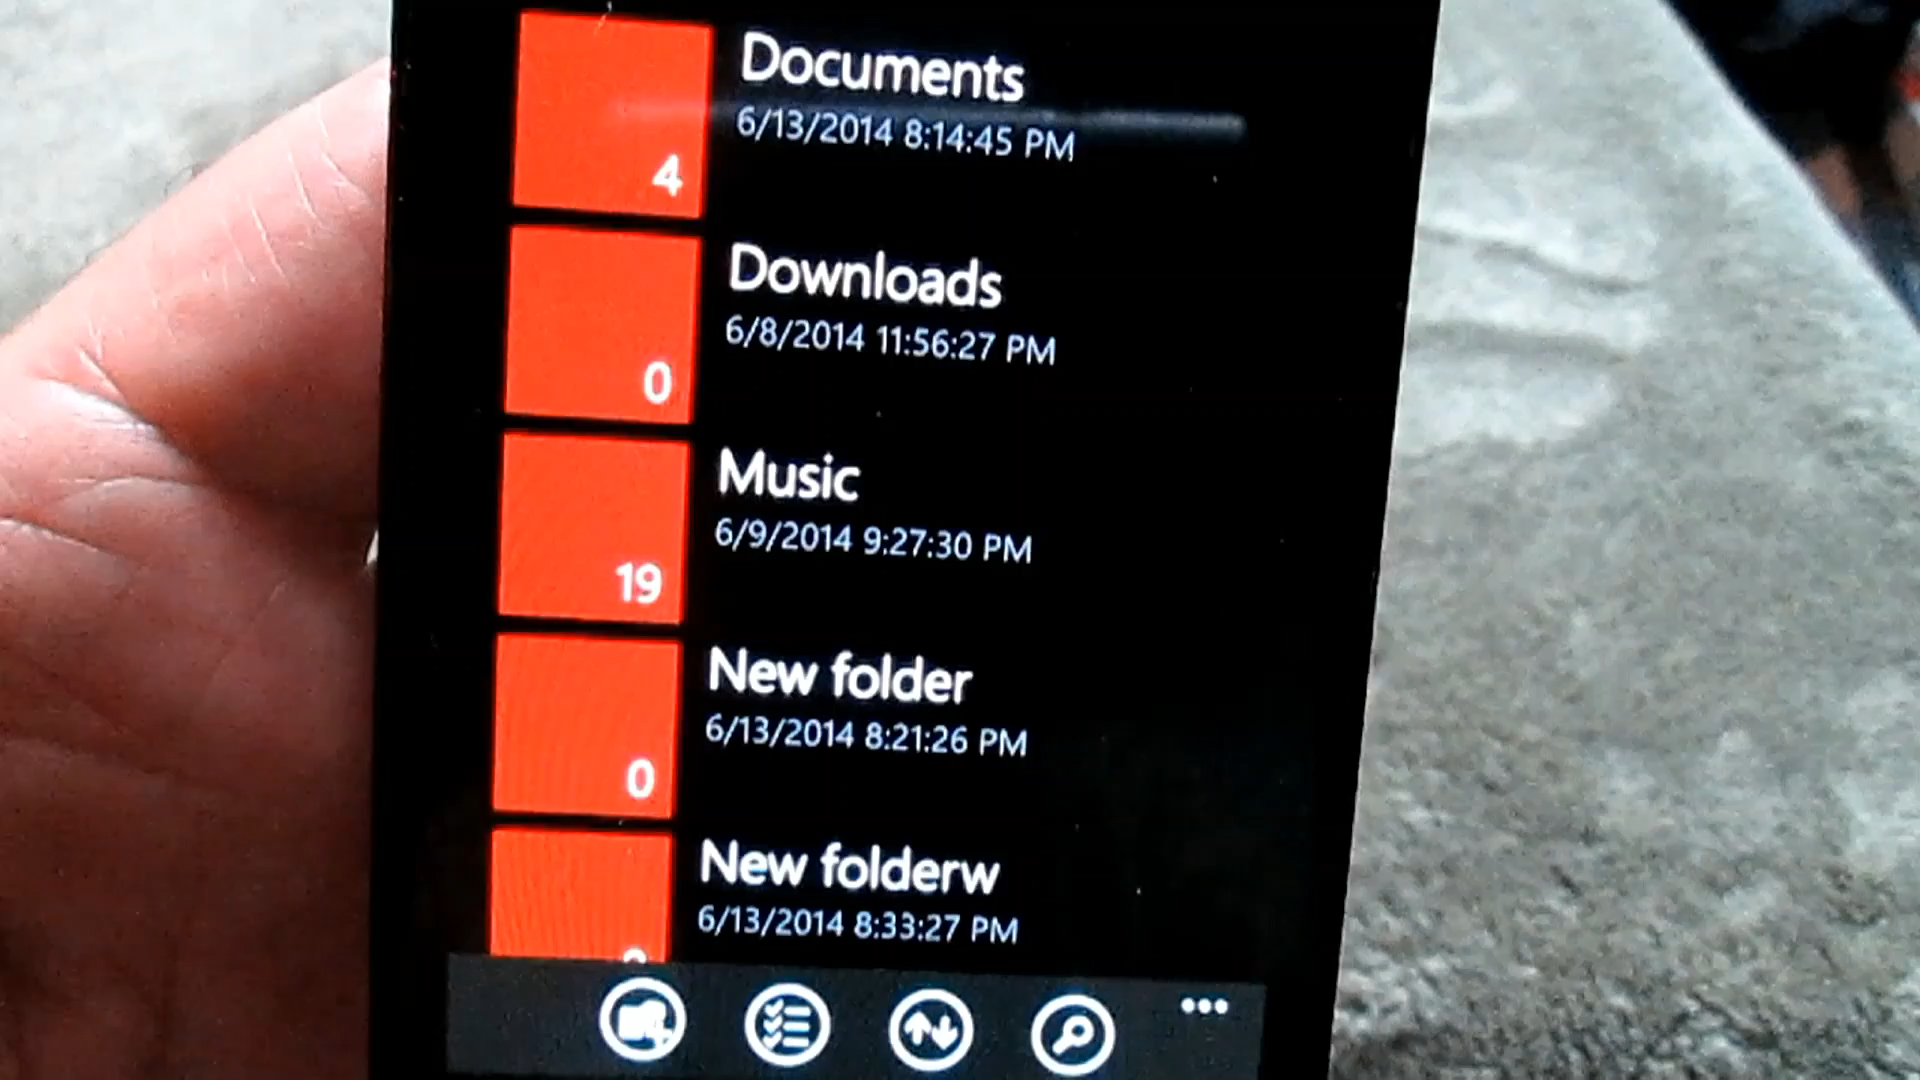 Documents
6/13/2014 8:14:45 PM
4
Downloads
6/8/2014 11:56:27 PM
0
Music
6/9/2014 9:27:30 PM
19
New folder
6/13/2014 8:21:26 PM
0
New folderw
6/13/2014 8:33:27 PM